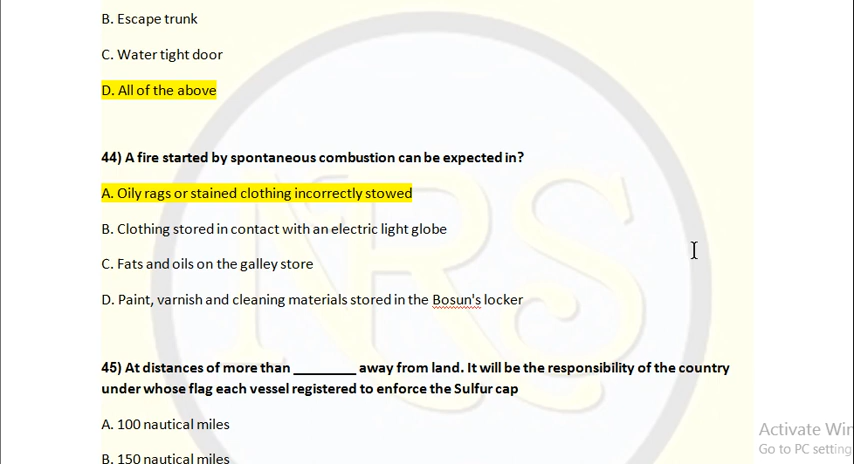 B. Escape trunk
C. Water tight door
D. All of the above
44) A fire started by spontaneous combustion can be expected in?
A. Oily rags or stained clothing incorrectly stowed
B. Clothing stored in contact with an electric light globe
C. Fats and oils on the galley store
D. Paint, varnish and cleaning materials stored in the Bosun's locker
45) At distances of more than _________ away from land. It will be the responsibility of the country
under whose flag each vessel registered to enforce the Sulfur cap
A. 100 nautical miles
B. 150 nautical miles
NRS
Activate Win
Go to PC setting